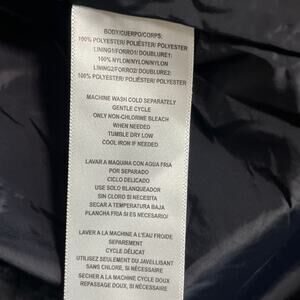 BODY/CUERPO/CORPS:
100% POLYESTER/ POLIÉSTER/ POLYESTER
LINING1/FORRO1/ DOUBLURE1:
100% NYLON/NYLON/NYLON
LINING2/FORRO2/ DOUBLURE2:
100% POLYESTER/ POLIÉSTER/ POLYESTER
MACHINE WASH COLD SEPARATELY
GENTLE CYCLE
ONLY NON-CHLORINE BLEACH
WHEN NEEDED
TUMBLE DRY LOW
COOL IRON IF NEEDED
LAVAR A MAQUINA CON AGUA FRIA
POR SEPARADO
CICLO DELICADO
USE SOLO BLANQUEADOR
SIN CLORO SI NECESITA
SECAR A TEMPERATURA BAJA
PLANCHA FRIA SI ES NECESARIO/
LAVER A LA MACHINE A L'EAU FROIDE
SEPAREMENT
CYCLE DÉLICAT
UTILISEZ SEULEMENT DU JAVELLISANT
SANS CHLORE, SI NÉCESSAIRE
SECHER A LA MACHINE CYCLE DOUX
REPASSAGE DOUX, SI NÉCESSAIRE